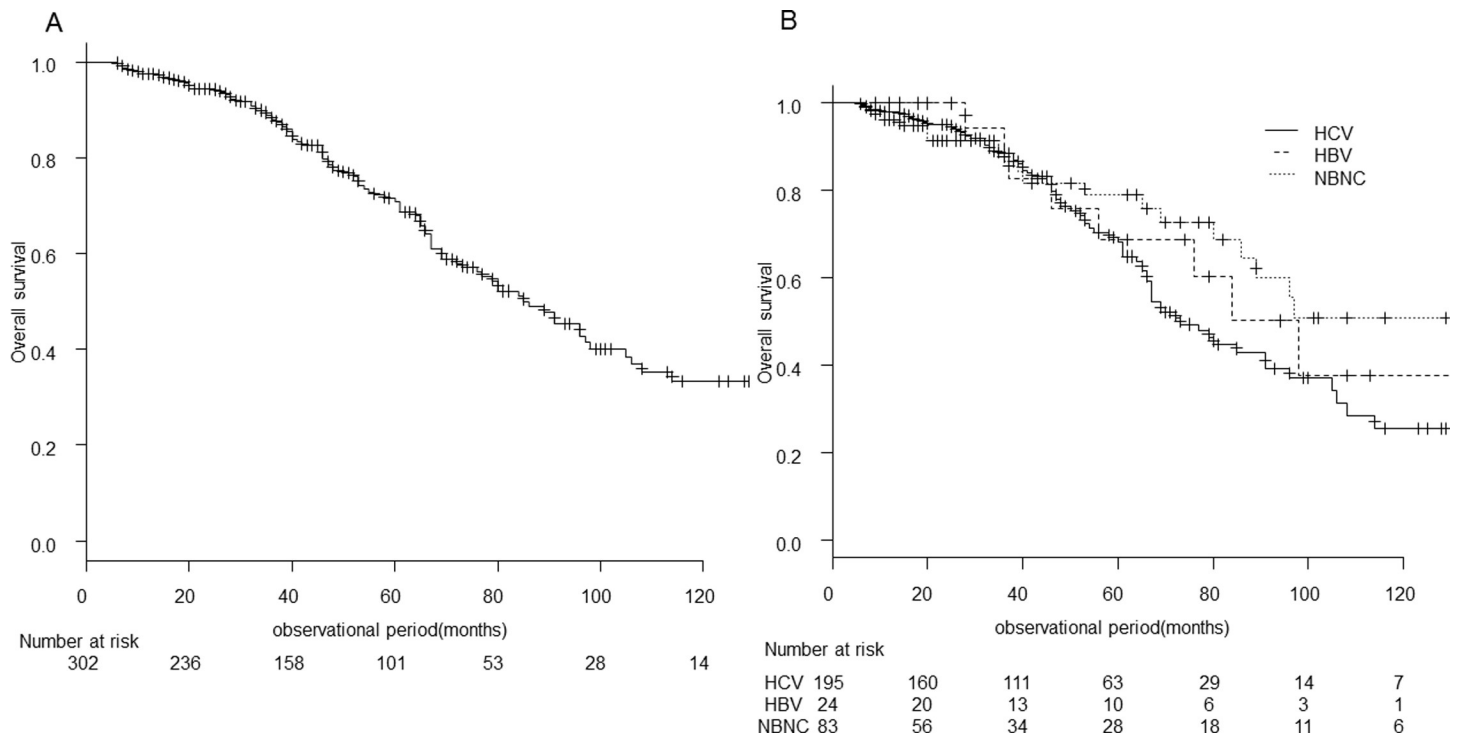 A
Overall survival
1.0
0.8
0.6
0.4
0.2
0.0
0 20 40 60 80 100 120
observational period(months)
Number at risk
302 236 158 101 53 28 14
B
Overall survival
1.0
0.8
0.6
0.4
0.2
0.0
HCV
HBV
NBNC
0 20 40 60 80 100 120
observational period(months)
Number at risk
HCV 195 160 111 63 29 14 7
HBV 24 20 13 10 6 3 1
NBNC 83 56 34 28 18 11 6